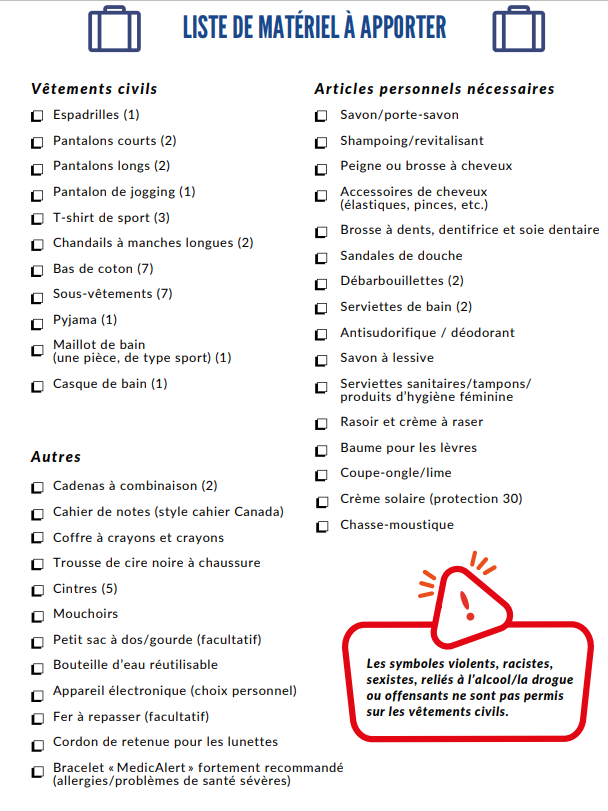 LISTE DE MATÉRIEL À APPORTER
Vêtements civils
Espadrilles (1)
Pantalons courts (2)
Pantalons longs (2)
Pantalon de jogging (1)
T-shirt de sport (3)
Chandails à manches longues (2)
Bas de coton (7)
Sous-vêtements (7)
Pyjama (1)
Maillot de bain
(une pièce, de type sport) (1)
Casque de bain (1)
Autres
Cadenas à combinaison (2)
Cahier de notes (style cahier Canada)
Coffre à crayons et crayons
Trousse de cire noire à chaussure
Cintres (5)
Mouchoirs
Petit sac à dos/gourde (facultatif)
Bouteille d'eau réutilisable
Appareil électronique (choix personnel)
Fer à repasser (facultatif)
Cordon de retenue pour les lunettes
Bracelet « MedicAlert » fortement recommandé
(allergies/problèmes de santé sévères)
Articles personnels nécessaires
Savon/porte-savon
Shampoing/revitalisant
Peigne ou brosse à cheveux
Accessoires de cheveux
(élastiques, pinces, etc.)
Brosse à dents, dentifrice et soie dentaire
Sandales de douche
Débarbouillettes (2)
Serviettes de bain (2)
Antisudorifique / déodorant
Savon à lessive
Serviettes sanitaires/tampons/
produits d'hygiène féminine
Rasoir et crème à raser
Baume pour les lèvres
Coupe-ongle/lime
Crème solaire (protection 30)
Chasse-moustique
!
Les symboles violents, racistes,
sexistes, reliés à l'alcool/la drogue
ou offensants ne sont pas permis
sur les vêtements civils.